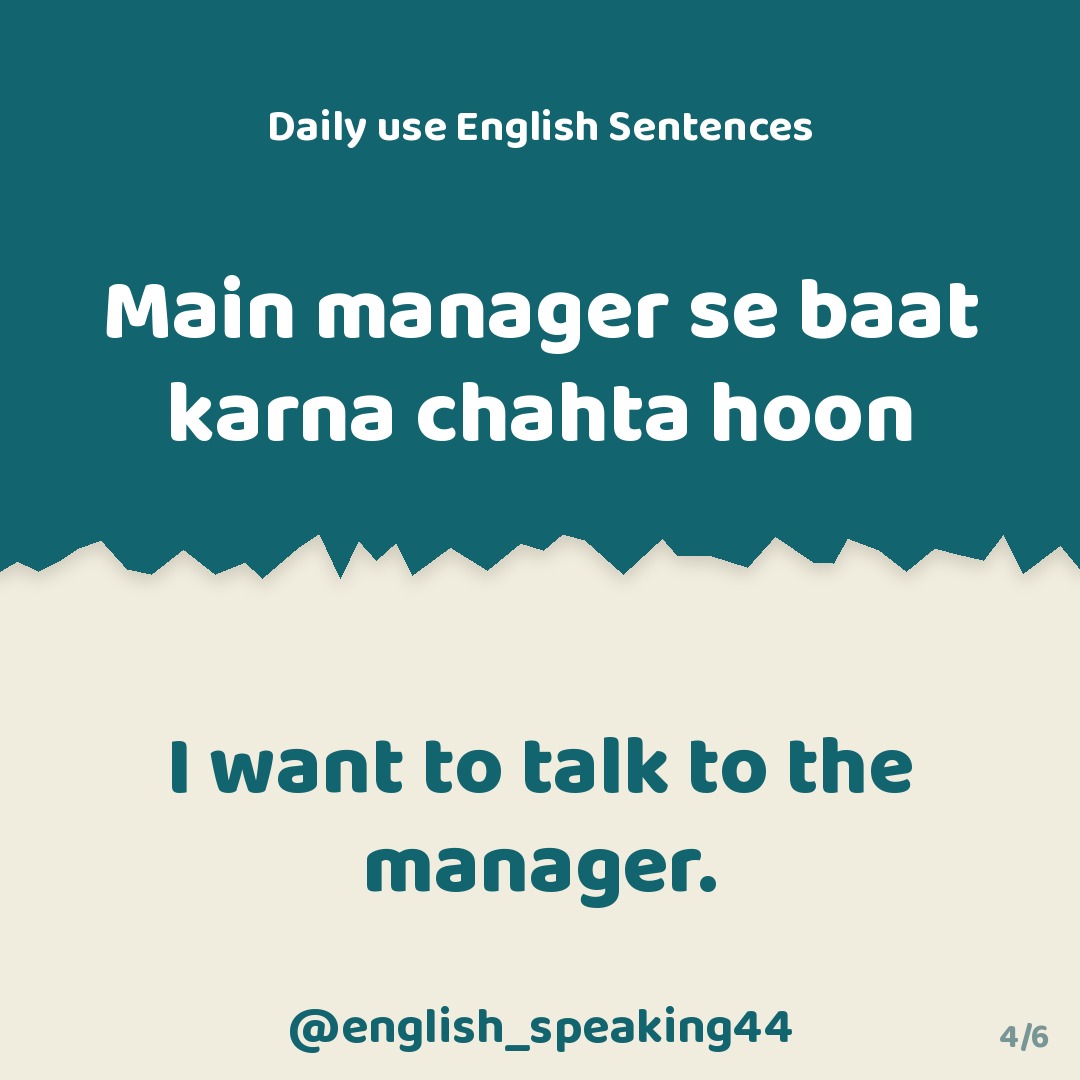 Daily use English Sentences
Main manager se baat
karna chahta hoon
I want to talk to the
manager.
@english_speaking44
4/6